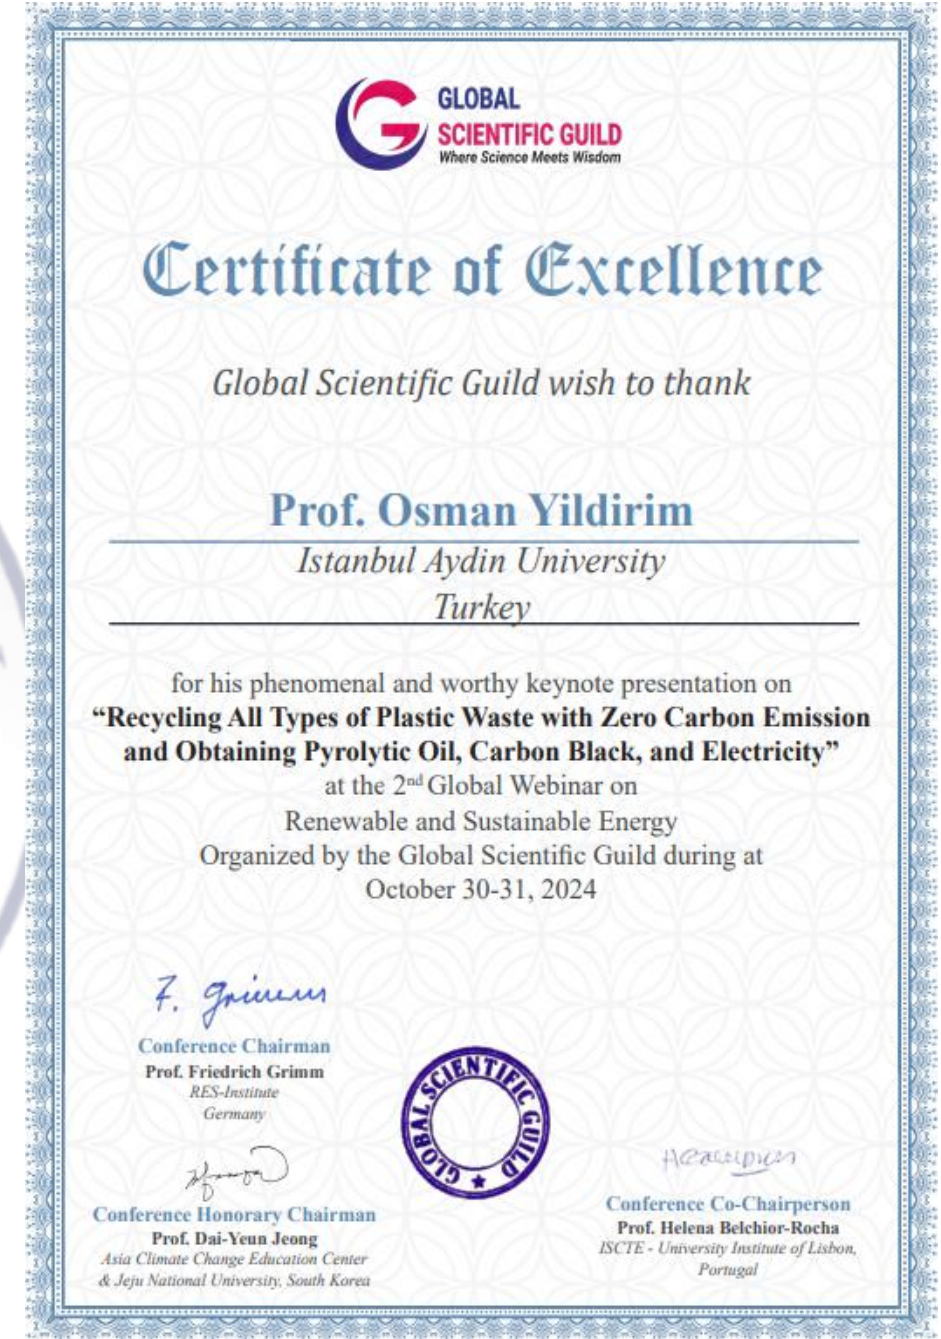 GLOBAL
SCIENTIFIC GUILD
Where Science Meets Wisdom
Certificate of Excellence
Global Scientific Guild wish to thank
Prof. Osman Yildirim
Istanbul Aydin University
Turkey
for his phenomenal and worthy keynote presentation on
“Recycling All Types of Plastic Waste with Zero Carbon Emission
and Obtaining Pyrolytic Oil, Carbon Black, and Electricity”
at the 2nd Global Webinar on
Renewable and Sustainable Energy
Organized by the Global Scientific Guild during at
October 30-31, 2024
F. Grimm
Conference Chairman
Prof. Friedrich Grimm
RES-Institute
Germany
GLOBAL SCIENTIFIC GUILD
Conference Honorary Chairman
Prof. Dai-Yeun Jeong
Asia Climate Change Education Center
& Jeju National University, South Korea
Conference Co-Chairperson
Prof. Helena Belchior-Rocha
ISCTE - University Institute of Lisbon,
Portugal